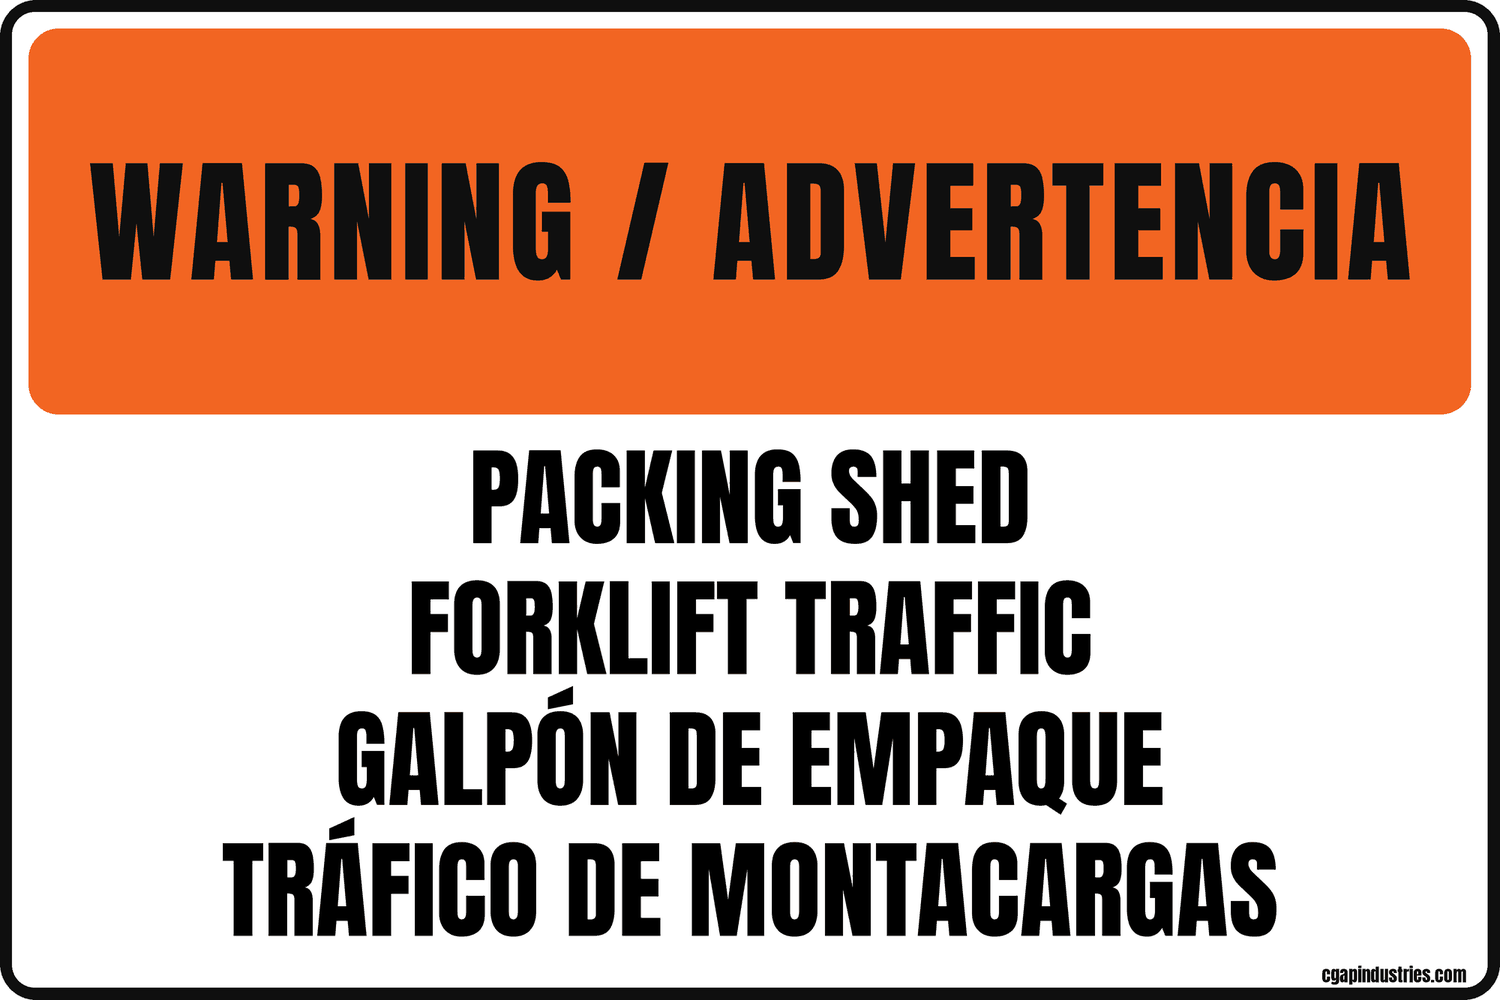 WARNING / ADVERTENCIA
PACKING SHED
FORKLIFT TRAFFIC
GALPÓN DE EMPAQUE
TRÁFICO DE MONTACARGAS
cgapindustries.com